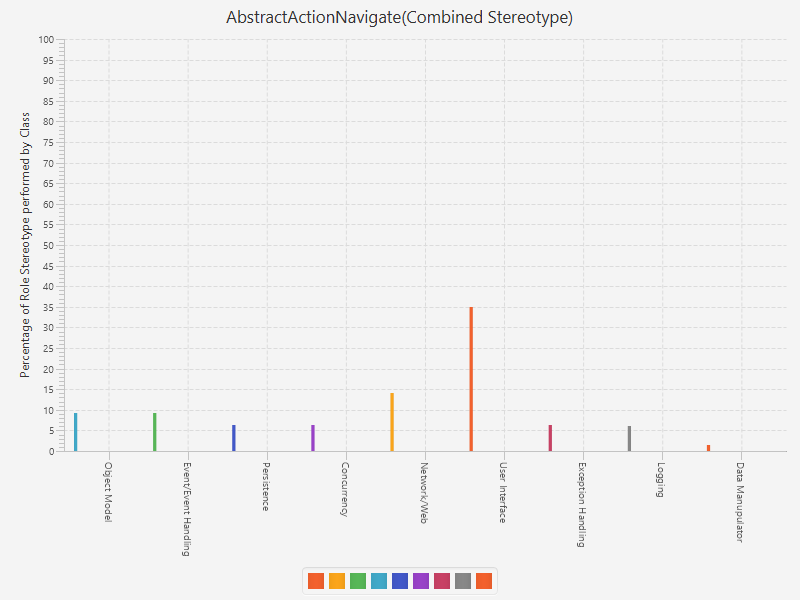 AbstractActionNavigate(Combined Stereotype)
Percentage of Role Stereotype performed by Class
100
95
90
85
80
75
70
65
60
55
50
45
40
35
30
25
20
15
10
5
0
Object Model
Event/Event Handling
Persistence
Concurrency
Network/Web
User Interface
Exception Handling
Logging
Data Manupulator